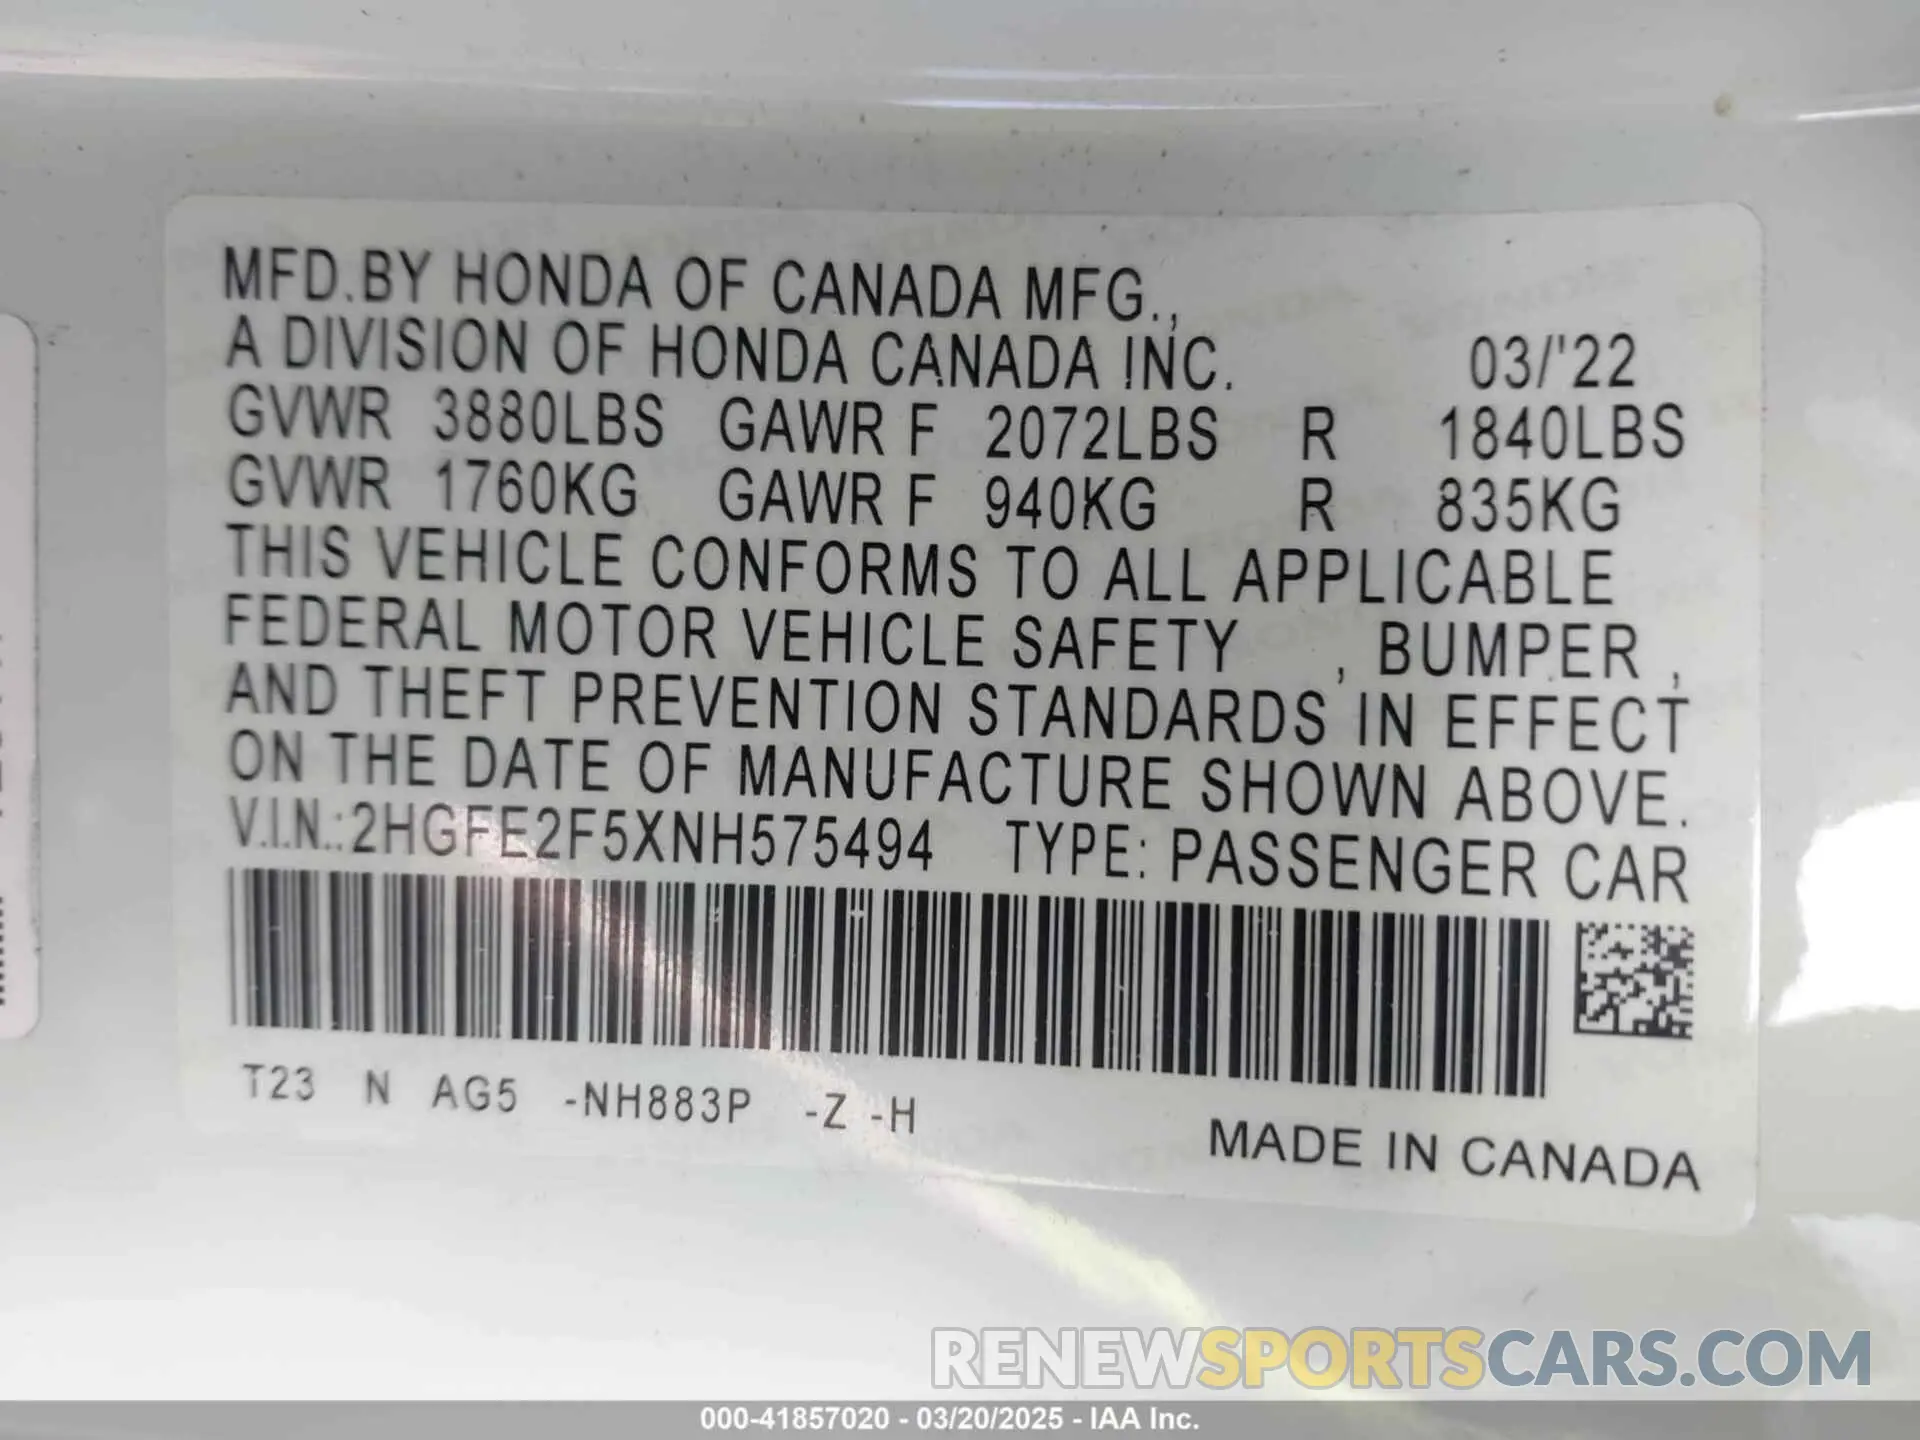 MFD.BY HONDA OF CANADA MFG.,
A DIVISION OF HONDA CANADA INC. 03/'22
GVWR 3880LBS GAWR F 2072LBS R 1840LBS
GVWR 1760KG GAWR F 940KG R 835KG
THIS VEHICLE CONFORMS TO ALL APPLICABLE
FEDERAL MOTOR VEHICLE SAFETY , BUMPER ,
AND THEFT PREVENTION STANDARDS IN EFFECT
ON THE DATE OF MANUFACTURE SHOWN ABOVE.
V.I.N.:2HGFE2F5XNH575494 TYPE: PASSENGER CAR
T23 N AG5 -NH883P -Z -H
MADE IN CANADA
RENEWSPORTSCARS.COM
000-41857020 - 03/20/2025 - IAA Inc.